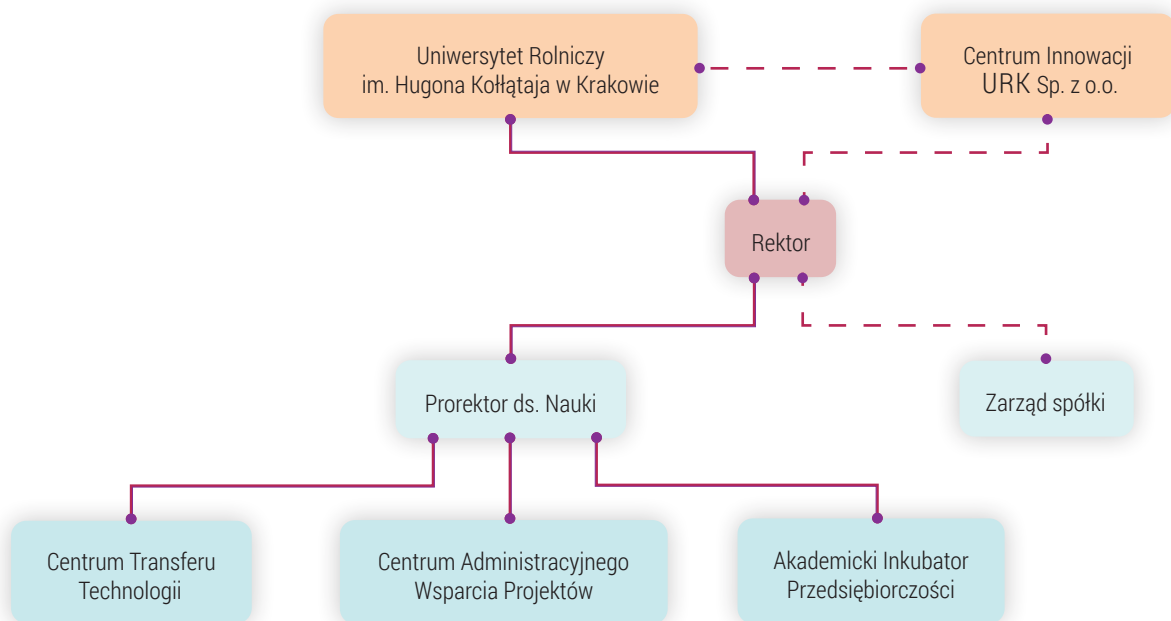 Uniwersytet Rolniczy
im. Hugona Kołłątaja w Krakowie
Centrum Innowacji
URK Sp. z o.o.
Rektor
Prorektor ds. Nauki
Zarząd spółki
Centrum Transferu
Technologii
Centrum Administracyjnego
Wsparcia Projektów
Akademicki Inkubator
Przedsiębiorczości